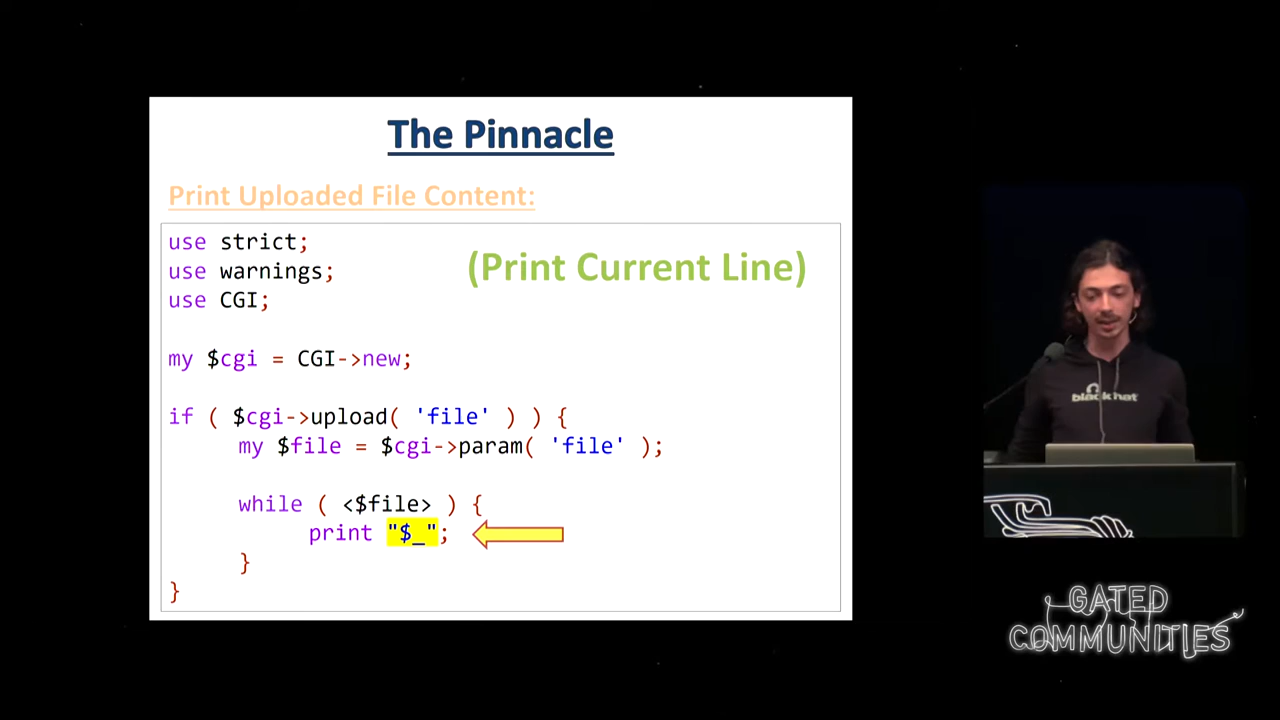 The Pinnacle
Print Uploaded File Content:
(Print Current Line)
use strict;
use warnings;
use CGI;
my $cgi = CGI->new;
if ( $cgi->upload( 'file' ) ) {
my $file = $cgi->param( 'file' );
while ( <$file> ) {
print "$_";
}
}
blackhat
GATED
COMMUNITIES